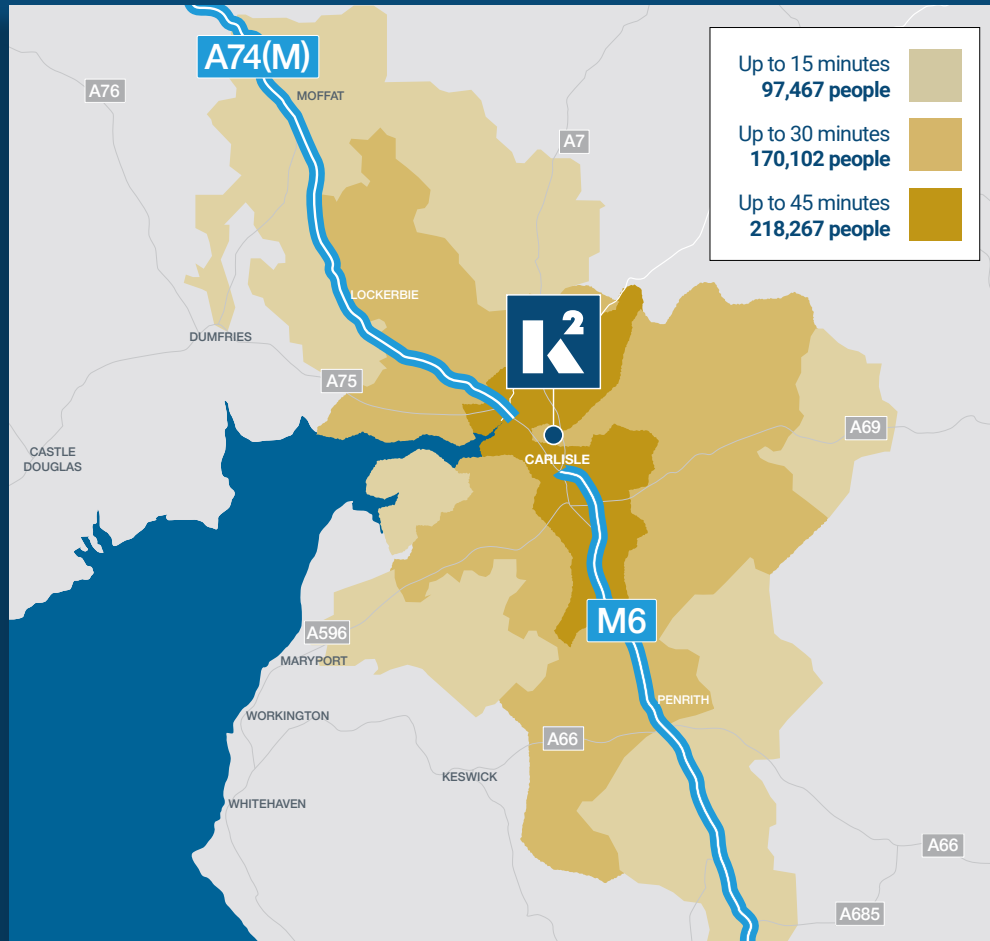 A74(M)
A76
MOFFAT
A7
Up to 15 minutes
97,467 people
Up to 30 minutes
170,102 people
Up to 45 minutes
218,267 people
LOCKERBIE
K²
DUMFRIES
A75
A69
CASTLE
DOUGLAS
CARLISLE
M6
A596
MARYPORT
PENRITH
WORKINGTON
A66
KESWICK
WHITEHAVEN
A66
A685